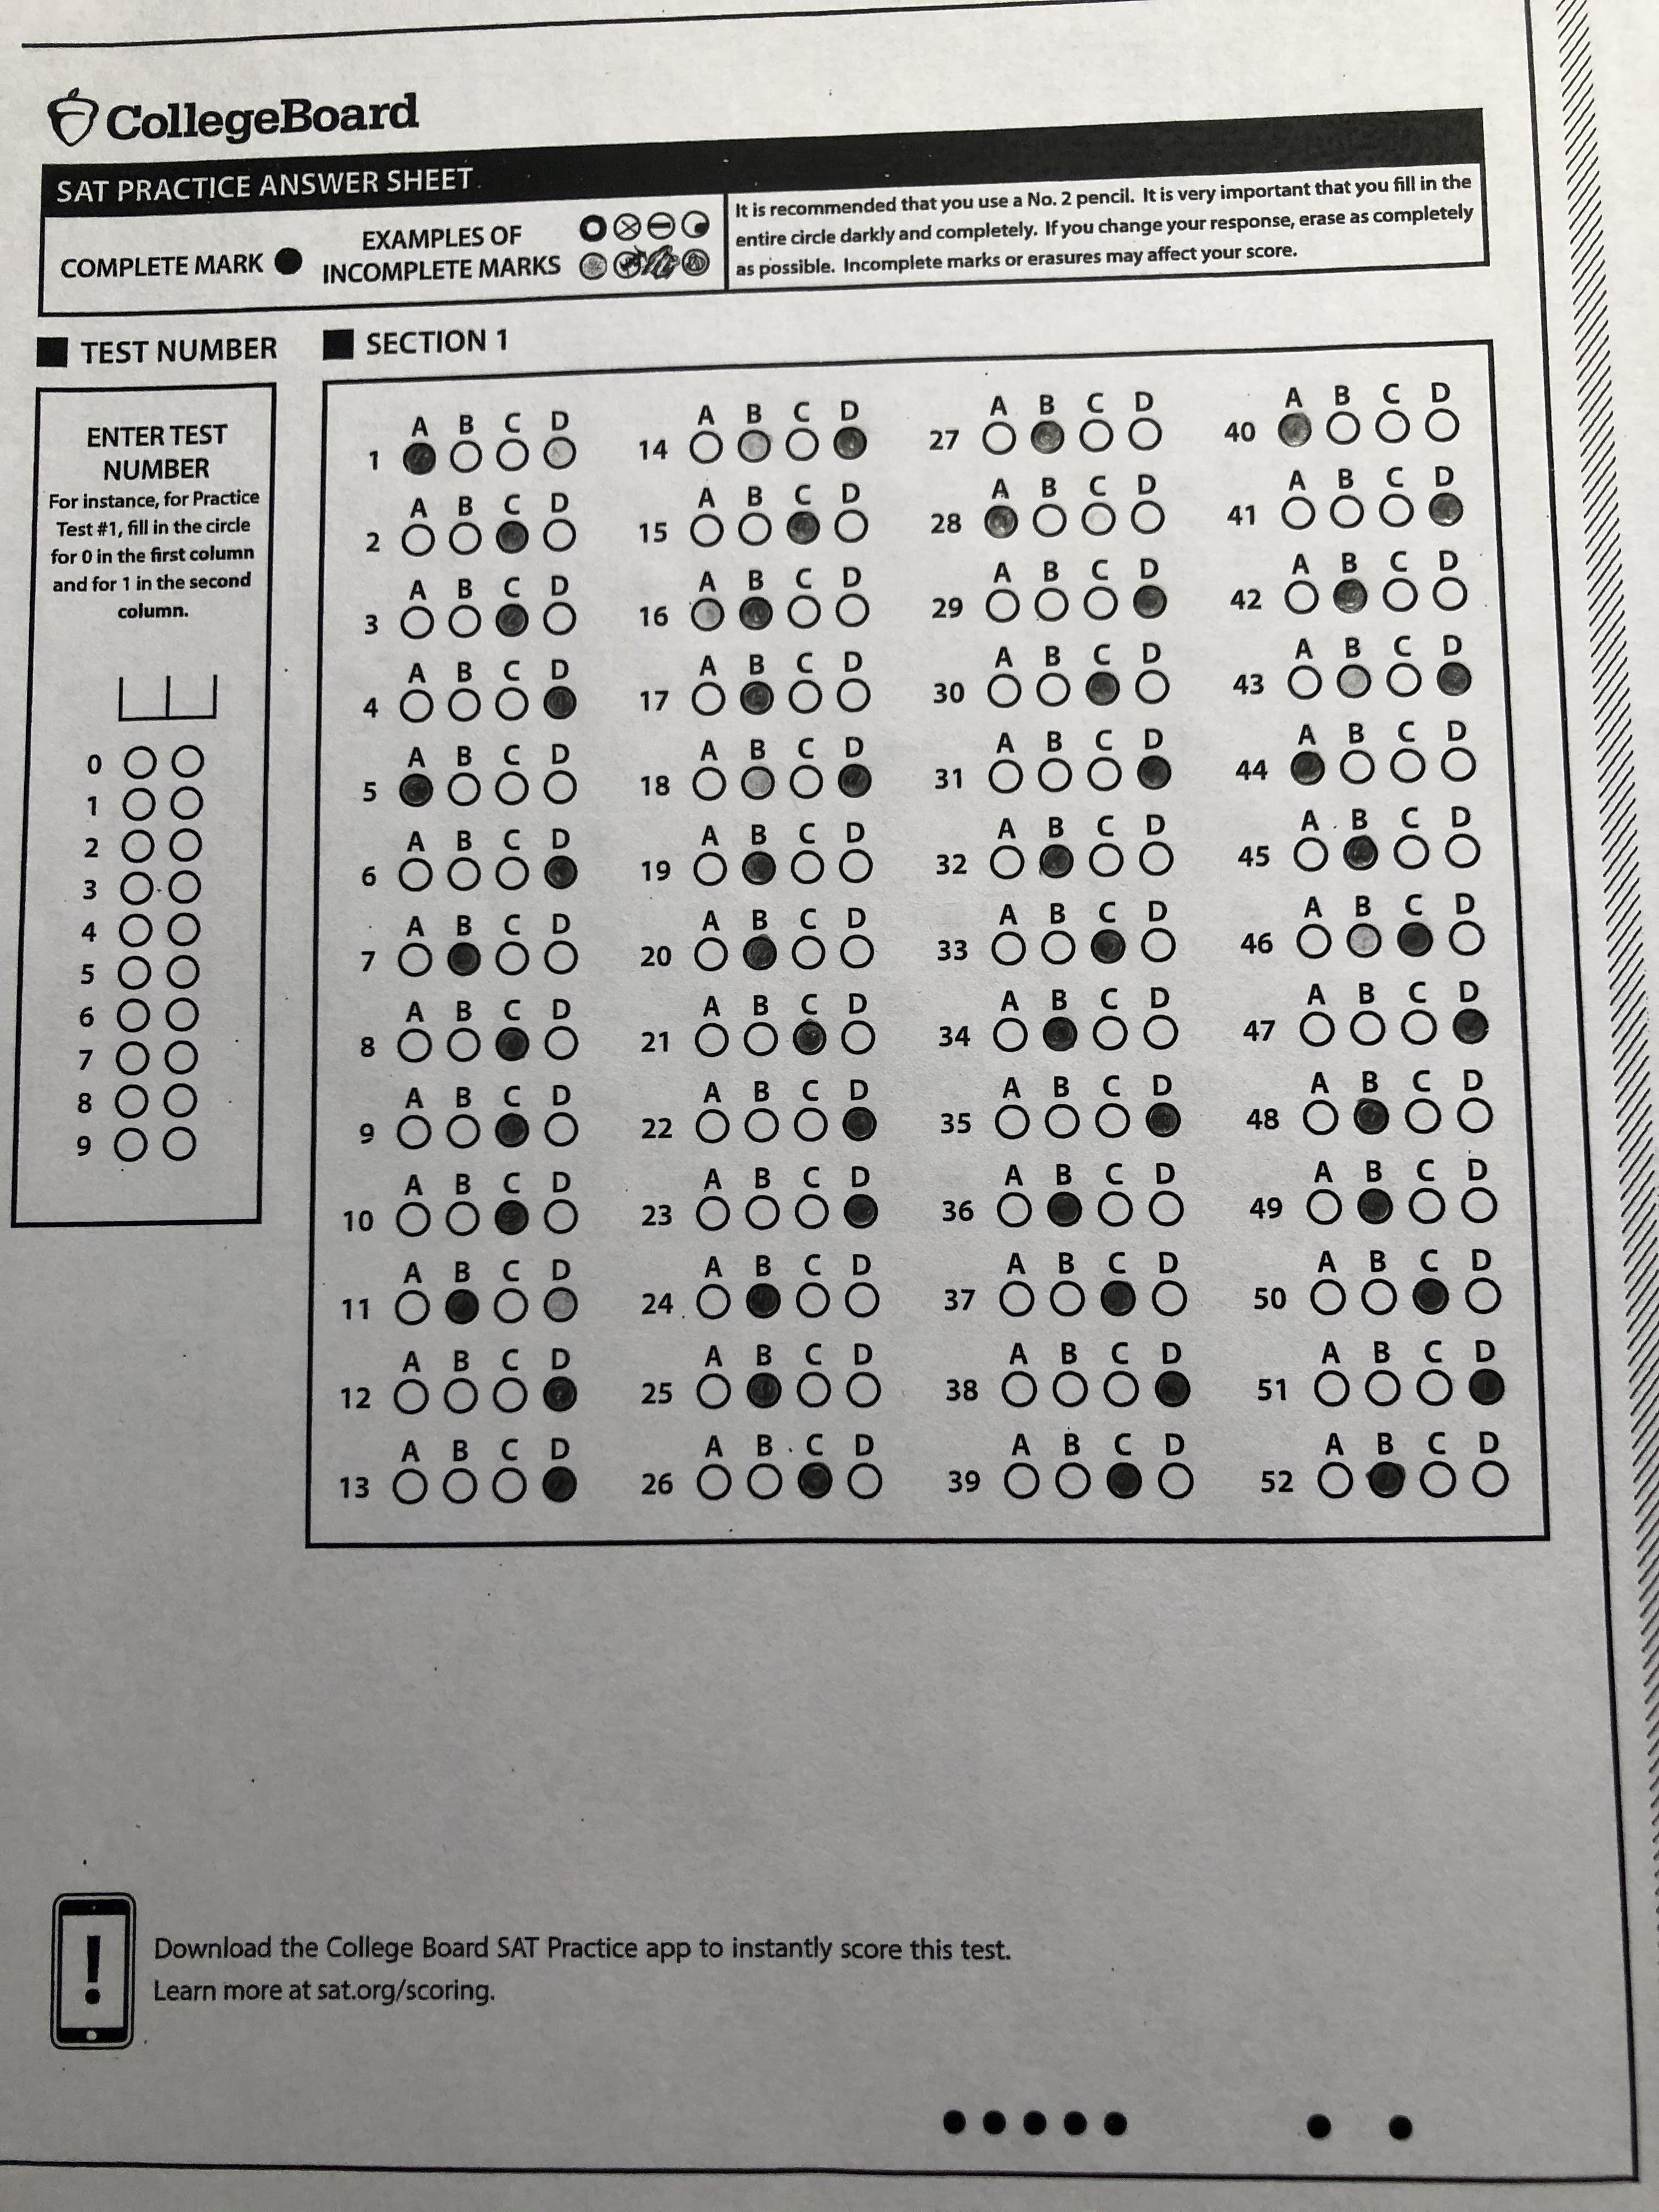 CollegeBoard
SAT PRACTICE ANSWER SHEET
COMPLETE MARK
EXAMPLES OF
INCOMPLETE MARKS
It is recommended that you use a No. 2 pencil. It is very important that you fill in the
entire circle darkly and completely. If you change your response, erase as completely
as possible. Incomplete marks or erasures may affect your score.
TEST NUMBER
ENTER TEST
NUMBER
For instance, for Practice
Test #1, fill in the circle
for 0 in the first column
and for 1 in the second
column.
0
1
2
3
4
5
6
7
8
9
SECTION 1
A B C D
1
A B C D
2
A B C D
3
A B C D
4
A B C D
5
A B C D
6
A B C D
7
A B C D
8
A B C D
9
A B C D
10
A B C D
11
A B C D
12
A B C D
13
A B C D
14
A B C D
15
A B C D
16
A B C D
17
A B C D
18
A B C D
19
A B C D
20
A B C D
21
A B C D
22
A B C D
23
A B C D
24
A B C D
25
A B C D
26
A B C D
27
A B C D
28
A B C D
29
A B C D
30
A B C D
31
A B C D
32
A B C D
33
A B C D
34
A B C D
35
A B C D
36
A B C D
37
A B C D
38
A B C D
39
A B C D
40
A B C D
41
A B C D
42
A B C D
43
A B C D
44
A B C D
45
A B C D
46
A B C D
47
A B C D
48
A B C D
49
A B C D
50
A B C D
51
A B C D
52
!
Download the College Board SAT Practice app to instantly score this test.
Learn more at sat.org/scoring.